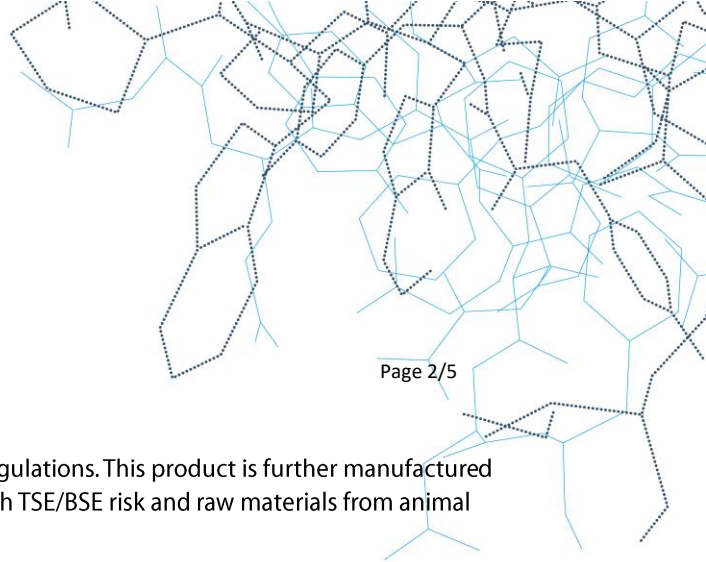 Page 2/5
gulations. This product is further manufactured
h TSE/BSE risk and raw materials from animal